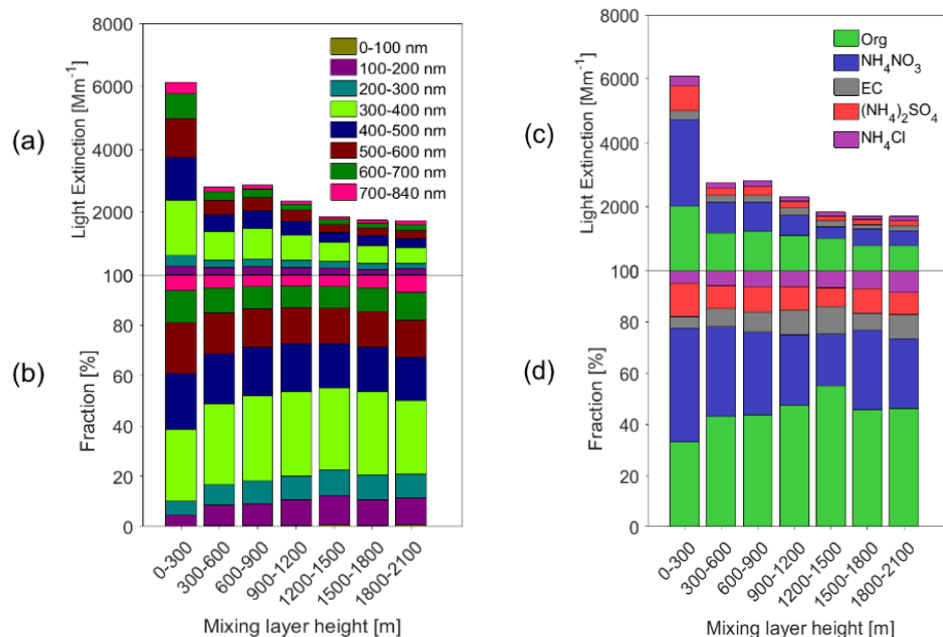 (a)
Light Extinction [Mm-1]
8000
6000
4000
2000
0-100 nm
100-200 nm
200-300 nm
300-400 nm
400-500 nm
500-600 nm
600-700 nm
700-840 nm
(b)
Fraction [%]
100
80
60
40
20
0
0-300
300-600
600-900
900-1200
1200-1500
1500-1800
1800-2100
Mixing layer height [m]
(c)
Light Extinction [Mm-1]
8000
6000
4000
2000
Org
NH4NO3
EC
(NH4)2SO4
NH4Cl
(d)
Fraction [%]
100
80
60
40
20
0
0-300
300-600
600-900
900-1200
1200-1500
1500-1800
1800-2100
Mixing layer height [m]